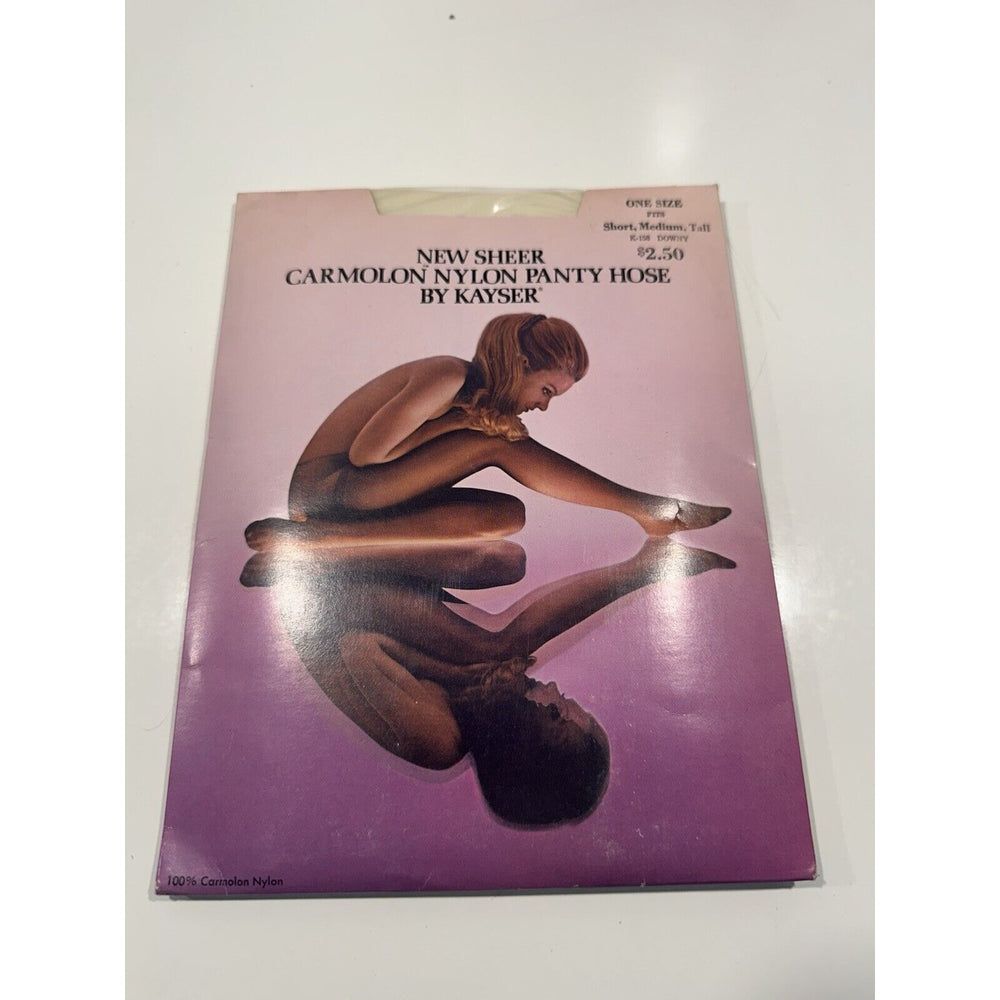 ONE SIZE
FITS
Short, Medium, Tall
K-158 DOWNY
$2.50
NEW SHEER
CARMOLON™ NYLON PANTY HOSE
BY KAYSER®
100% Carmolon Nylon